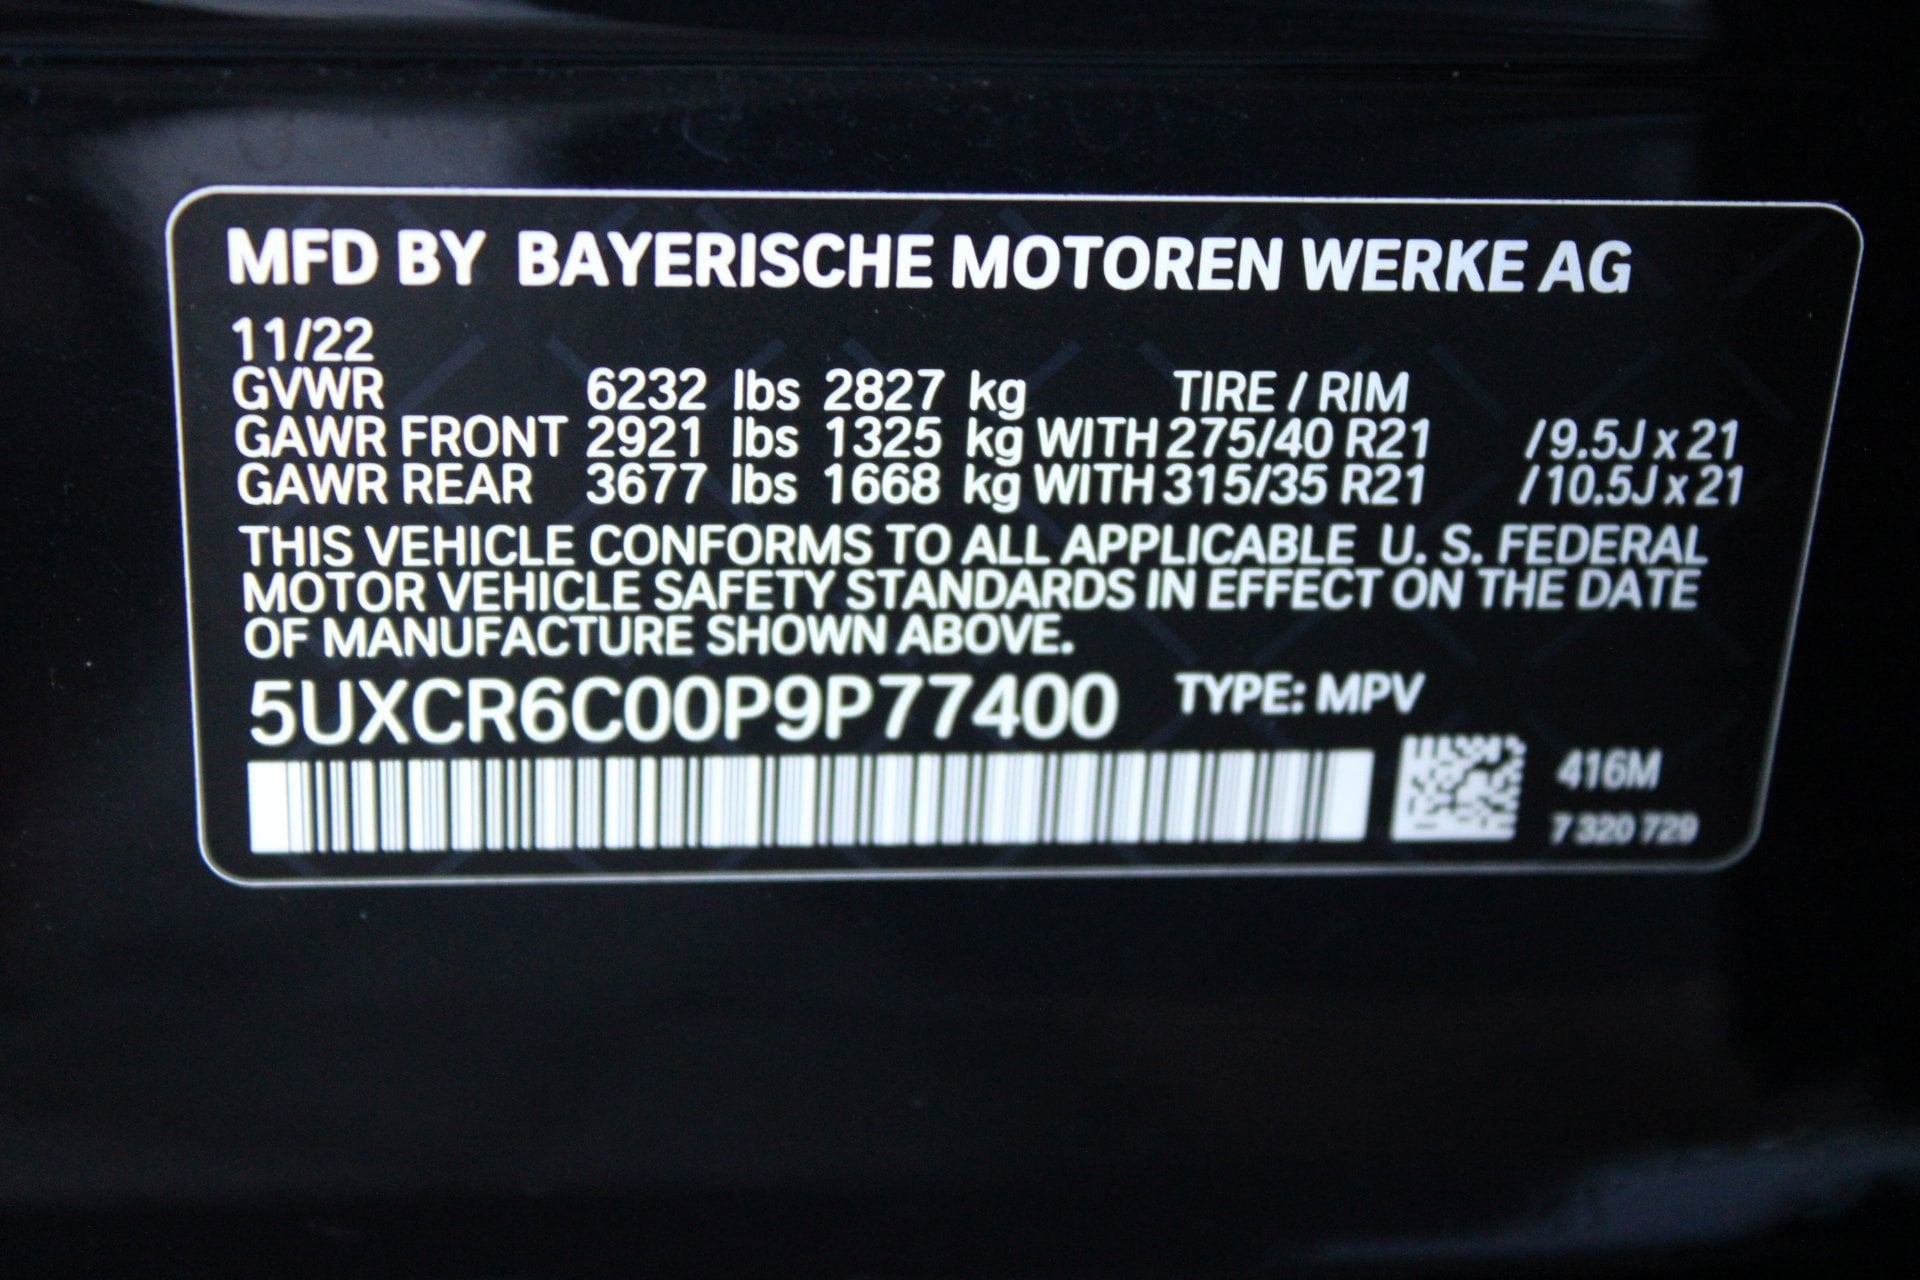 MFD BY BAYERISCHE MOTOREN WERKE AG
11/22
GVWR 6232 lbs 2827 kg TIRE / RIM
GAWR FRONT 2921 lbs 1325 kg WITH 275/40 R21 /9.5J x 21
GAWR REAR 3677 lbs 1668 kg WITH 315/35 R21 /10.5J x 21
THIS VEHICLE CONFORMS TO ALL APPLICABLE U. S. FEDERAL
MOTOR VEHICLE SAFETY STANDARDS IN EFFECT ON THE DATE
OF MANUFACTURE SHOWN ABOVE.
5UXCR6C00P9P77400 TYPE: MPV
416M
7 320 729